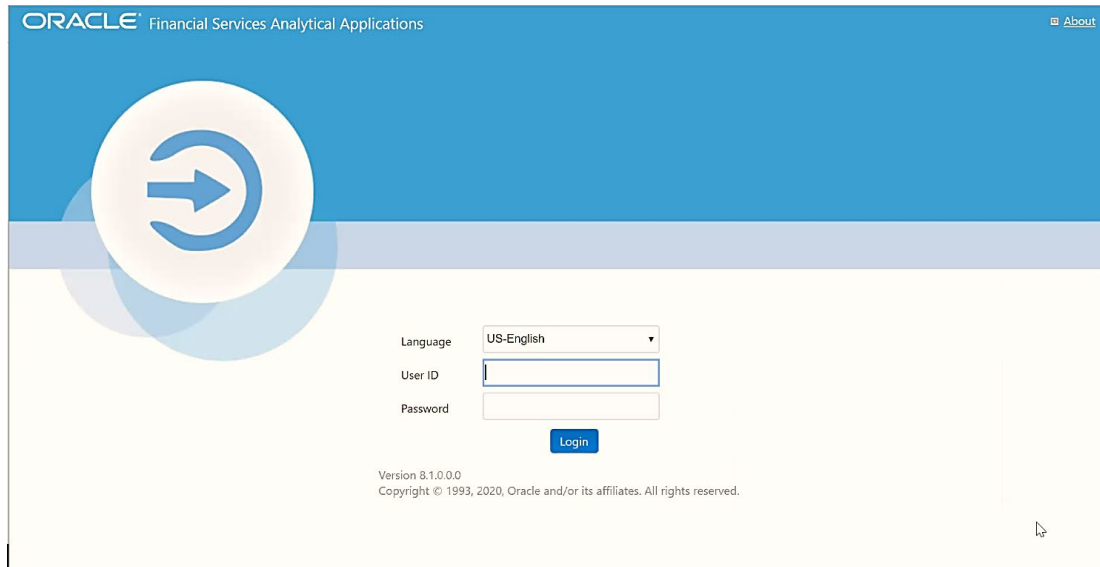 ORACLE® Financial Services Analytical Applications
About
Language US-English
User ID
Password
Login
Version 8.1.0.0.0
Copyright © 1993, 2020, Oracle and/or its affiliates. All rights reserved.